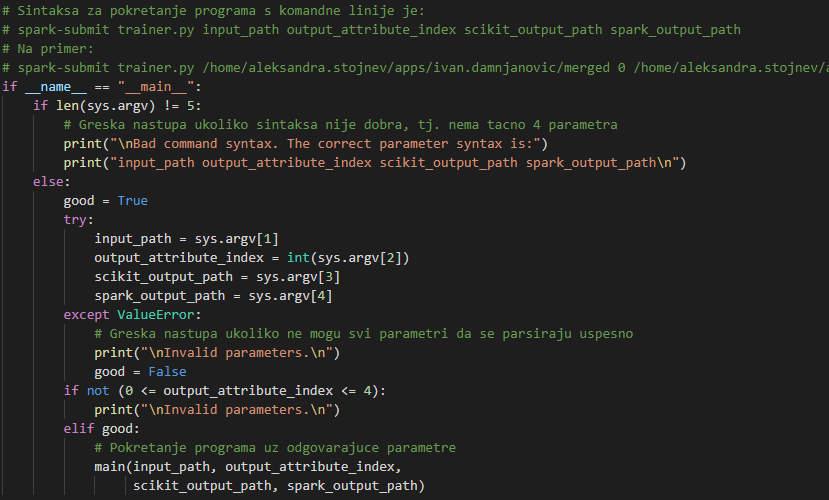 # Sintaksa za pokretanje programa s komandne linije je:
# spark-submit trainer.py input_path output_attribute_index scikit_output_path spark_output_path
# Na primer:
# spark-submit trainer.py /home/aleksandra.stojnev/apps/ivan.damnjanovic/merged 0 /home/aleksandra.stojnev/a
if __name__ == "__main__":
    if len(sys.argv) != 5:
        # Greska nastupa ukoliko sintaksa nije dobra, tj. nema tacno 4 parametra
        print("\nBad command syntax. The correct parameter syntax is:")
        print("input_path output_attribute_index scikit_output_path spark_output_path\n")
    else:
        good = True
        try:
            input_path = sys.argv[1]
            output_attribute_index = int(sys.argv[2])
            scikit_output_path = sys.argv[3]
            spark_output_path = sys.argv[4]
        except ValueError:
            # Greska nastupa ukoliko ne mogu svi parametri da se parsiraju uspesno
            print("\nInvalid parameters.\n")
            good = False
        if not (0 <= output_attribute_index <= 4):
            print("\nInvalid parameters.\n")
        elif good:
            # Pokretanje programa uz odgovarajuce parametre
            main(input_path, output_attribute_index,
                 scikit_output_path, spark_output_path)